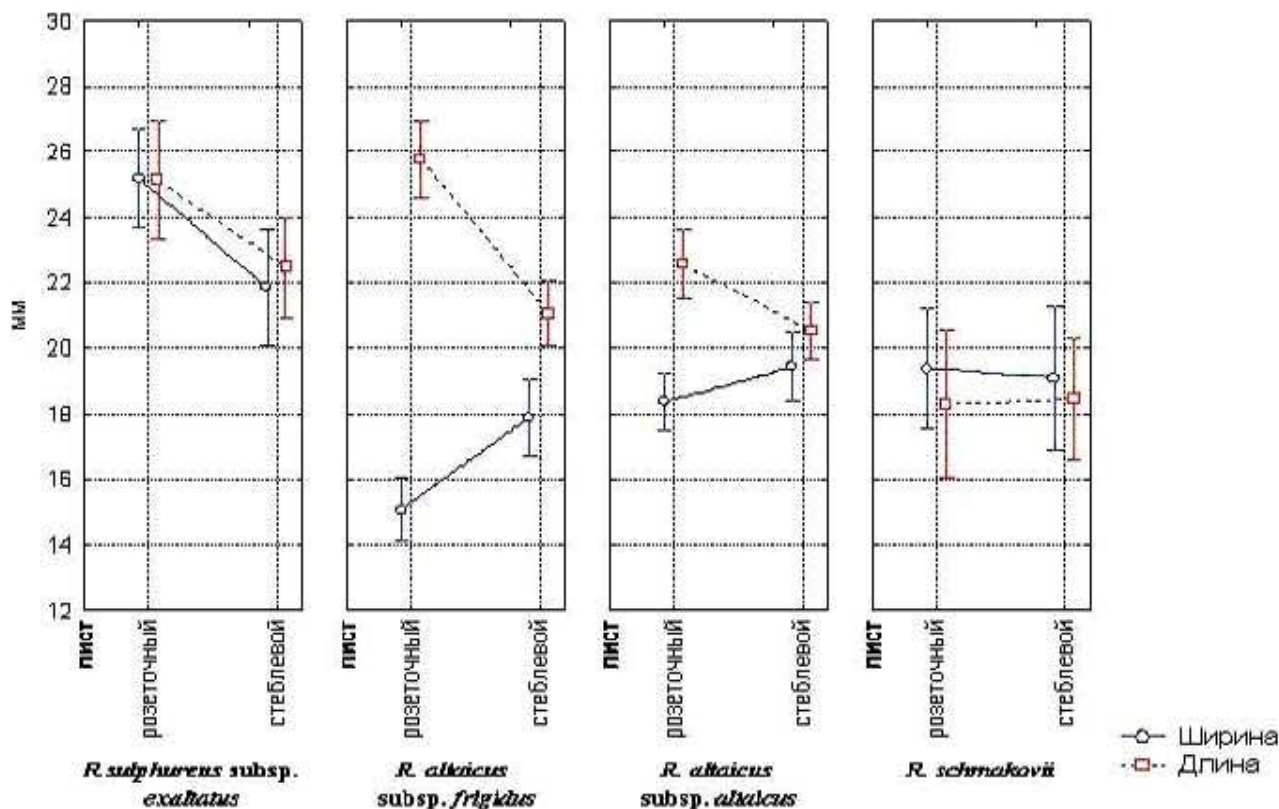 30
28
26
24
22
20
18
16
14
12
мм
лист
розеточный
стеблевой
лист
розеточный
стеблевой
лист
розеточный
стеблевой
лист
розеточный
стеблевой
R. sulphureus subsp.
exaltatus
R. altaicus
subsp. frigidus
R. altaicus
subsp. altaicus
R. schmakovii
Ширина
Длина